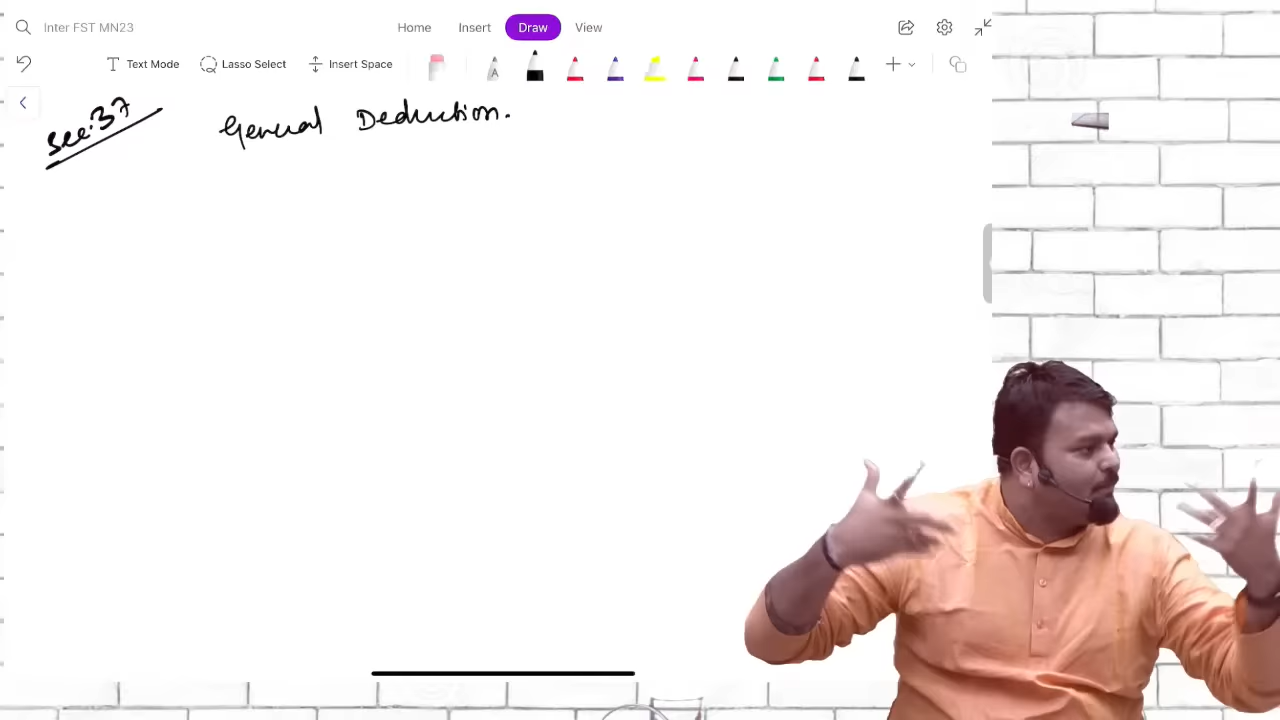 Inter FST MN23
Home Insert Draw View
Text Mode Lasso Select Insert Space
A
Sec. 37 General Deduction.